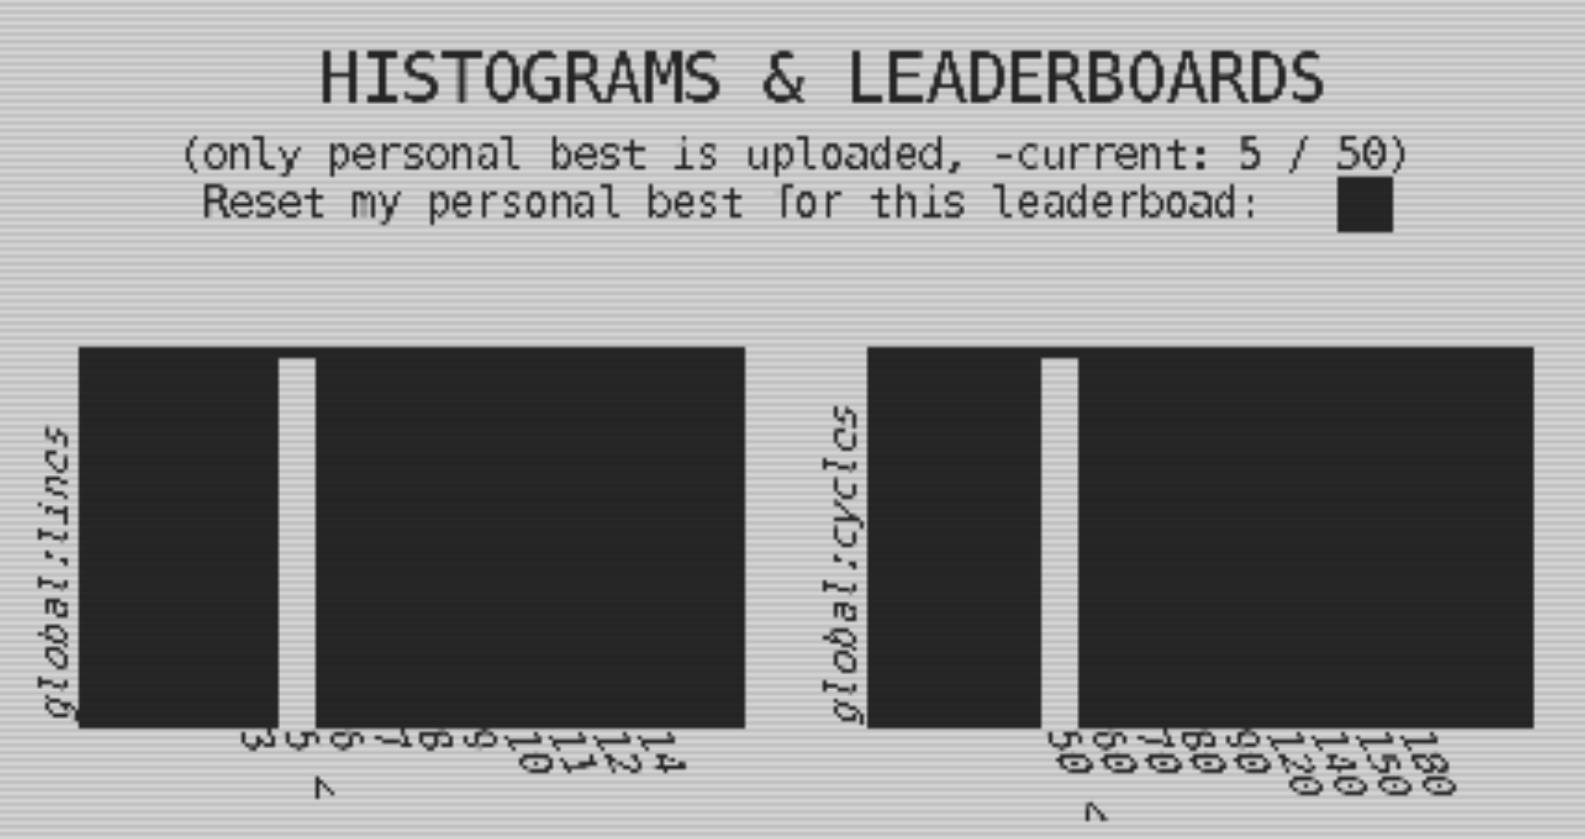 HISTOGRAMS & LEADERBOARDS
(only personal best is uploaded, -current: 5 / 50)
Reset my personal best for this leaderboad:
global:lines
3 5 6 7 8 9 10 11 12 14
<
global:cycles
50 60 70 80 90 120 140 150 180
<